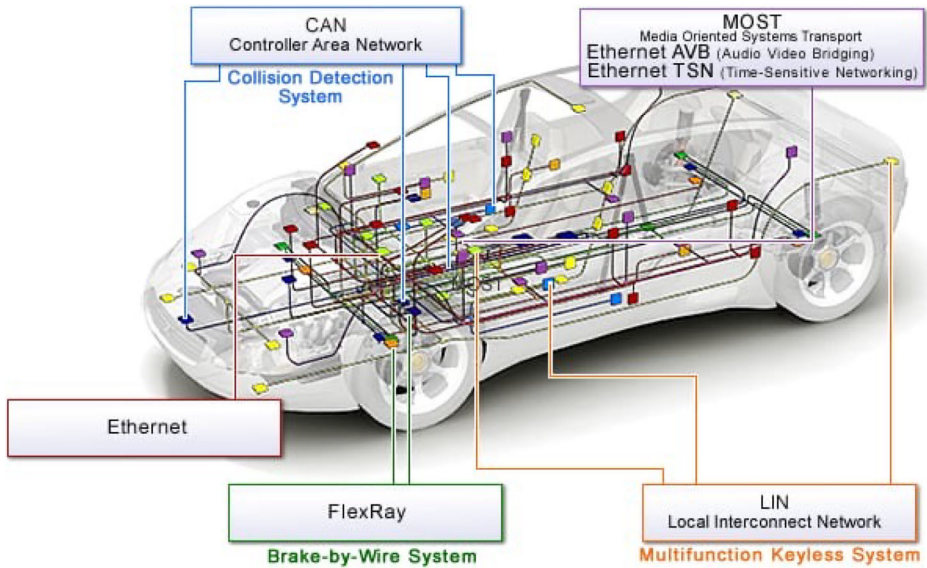 CAN
Controller Area Network
Collision Detection
System
MOST
Media Oriented Systems Transport
Ethernet AVB (Audio Video Bridging)
Ethernet TSN (Time-Sensitive Networking)
MOST
Ethernet
FlexRay
Brake-by-Wire System
LIN
Local Interconnect Network
Multifunction Keyless System